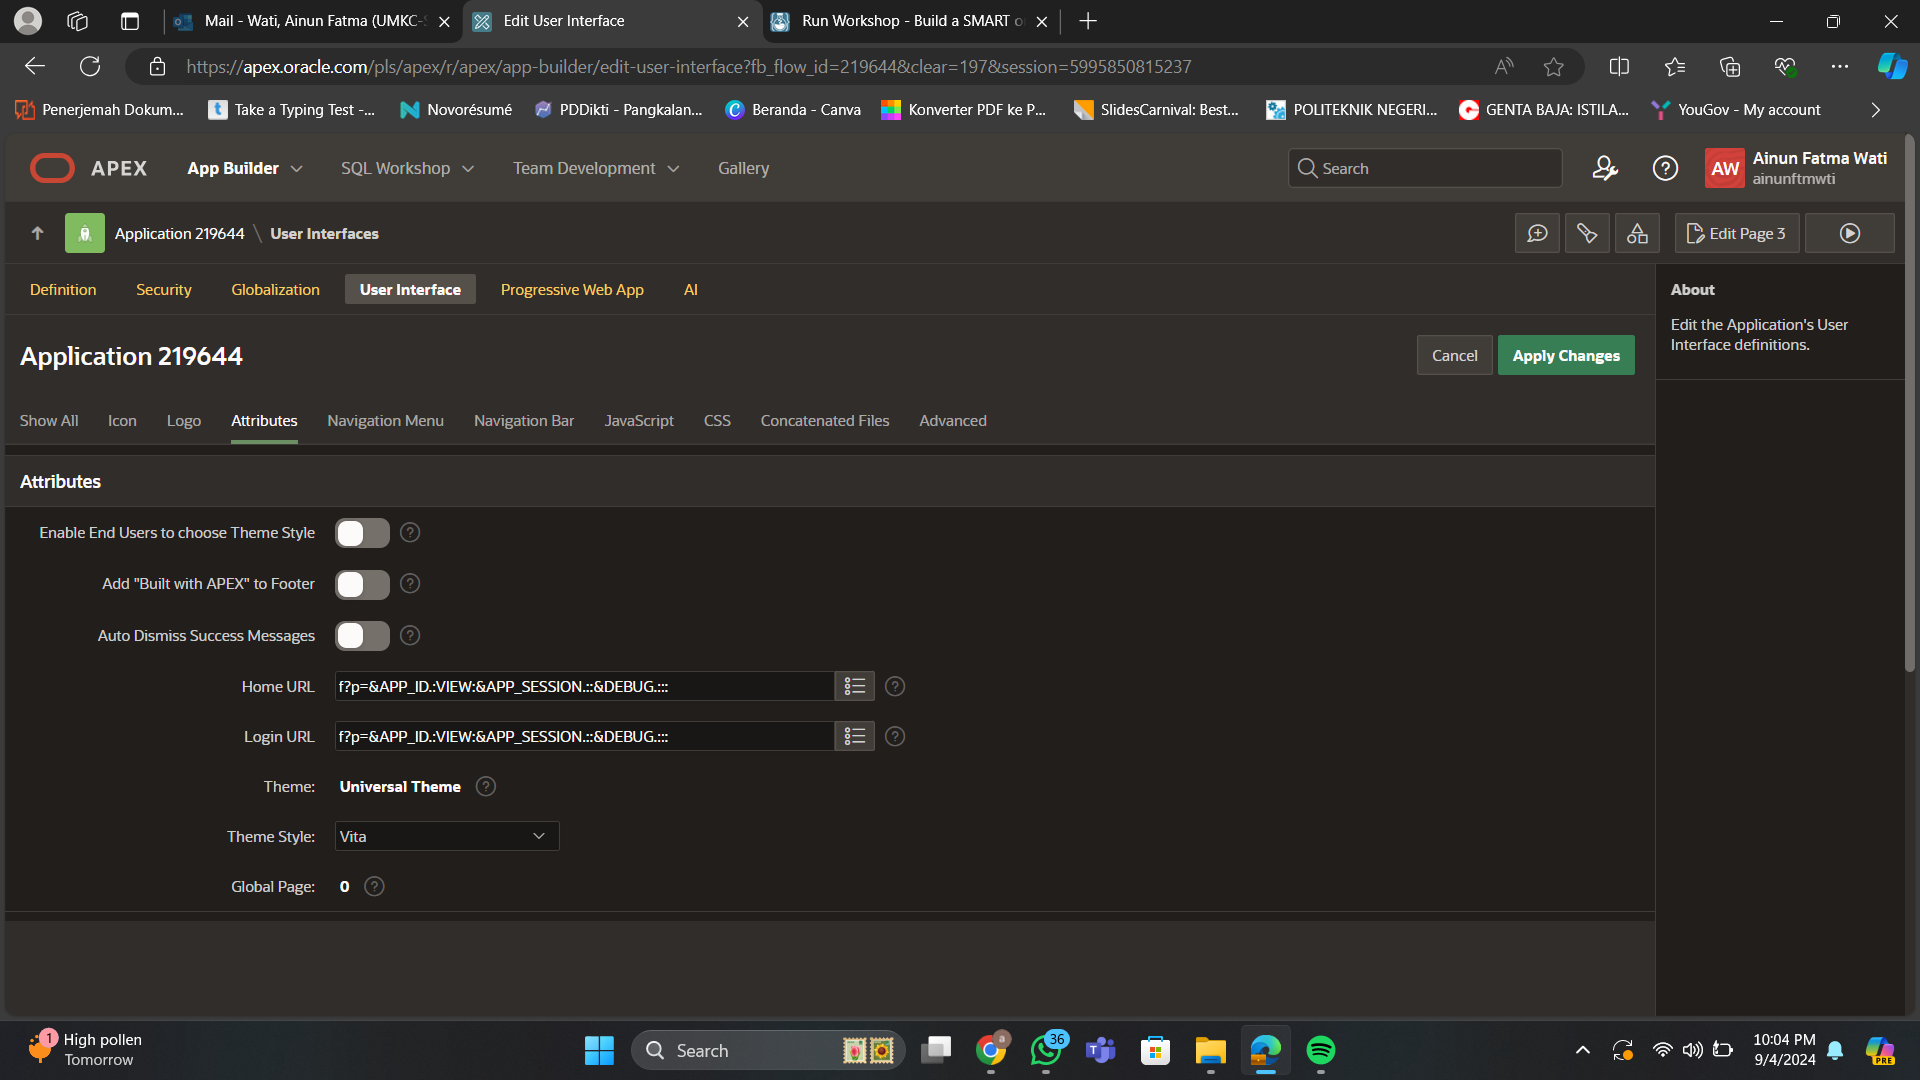 Mail - Wati, Ainun Fatma (UMKC-S
Edit User Interface
Run Workshop - Build a SMART o
https://apex.oracle.com/pls/apex/r/apex/app-builder/edit-user-interface?fb_flow_id=219644&clear=197&session=5995850815237
Penerjemah Dokum...
Take a Typing Test -...
Novorésumé
PDDikti - Pangkalan...
Beranda - Canva
Konverter PDF ke P...
SlidesCarnival: Best...
POLITEKNIK NEGERI...
GENTA BAJA: ISTILA...
YouGov - My account
APEX
App Builder
SQL Workshop
Team Development
Gallery
Search
AW
Ainun Fatma Wati
ainunftmwti
Application 219644 \ User Interfaces
Edit Page 3
Definition
Security
Globalization
User Interface
Progressive Web App
AI
About
Edit the Application's User
Interface definitions.
Application 219644
Cancel
Apply Changes
Show All
Icon
Logo
Attributes
Navigation Menu
Navigation Bar
JavaScript
CSS
Concatenated Files
Advanced
Attributes
Enable End Users to choose Theme Style
Add "Built with APEX" to Footer
Auto Dismiss Success Messages
Home URL
f?p=&APP_ID.:VIEW:&APP_SESSION.::&DEBUG.:::
Login URL
f?p=&APP_ID.:VIEW:&APP_SESSION.::&DEBUG.:::
Theme: Universal Theme
Theme Style: Vita
Global Page: 0
1
High pollen
Tomorrow
Search
a
36
10:04 PM
9/4/2024
PRE